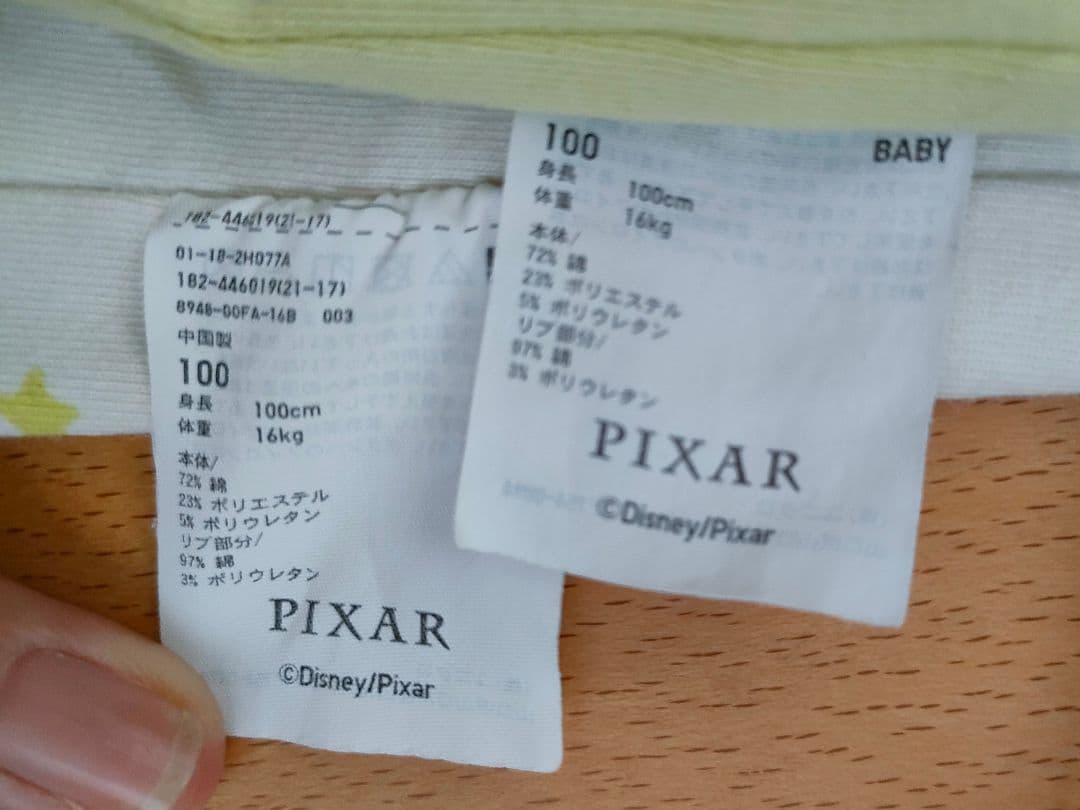 182-446019(21-17)
01-18-2H077A
182-446019(21-17)
894B-00FA-16B 003
中国製
100
身長 100cm
体重 16kg
本体/
72% 綿
23% ポリエステル
5% ポリウレタン
リブ部分/
97% 綿
3% ポリウレタン
PIXAR
©Disney/Pixar
100 BABY
身長 100cm
体重 16kg
本体/
72% 綿
23% ポリエステル
5% ポリウレタン
リブ部分/
97% 綿
3% ポリウレタン
PIXAR
©Disney/Pixar